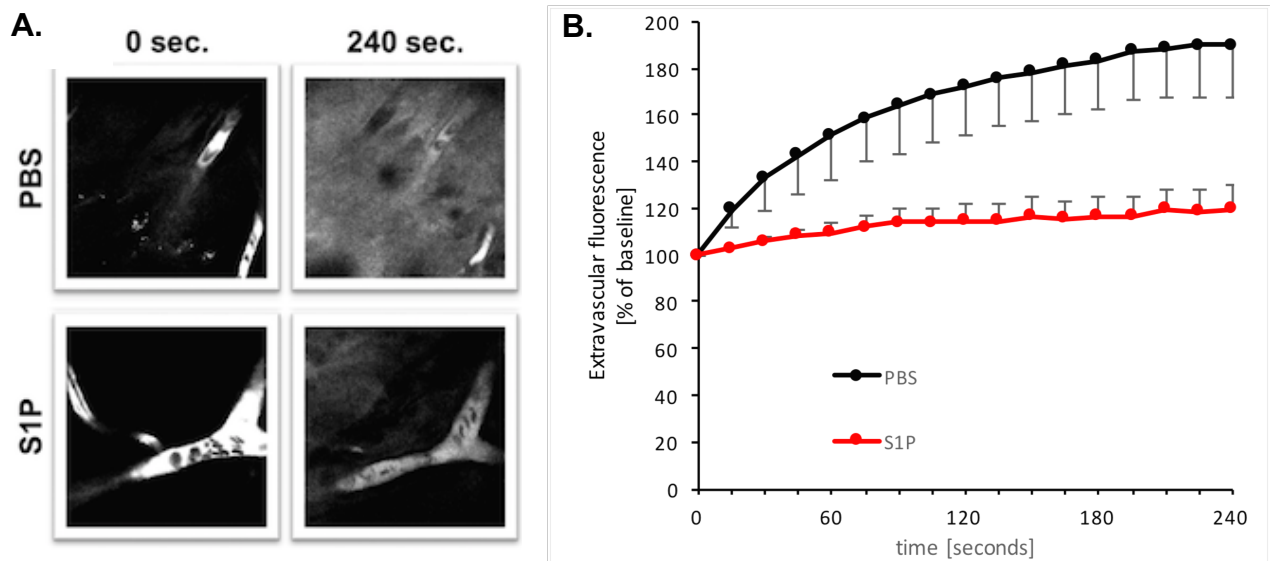 A.
0 sec.
240 sec.
PBS
S1P
B.
Extravascular fluorescence
[% of baseline]
200
180
160
140
120
100
80
60
40
20
0
PBS
S1P
0
60
120
180
240
time [seconds]